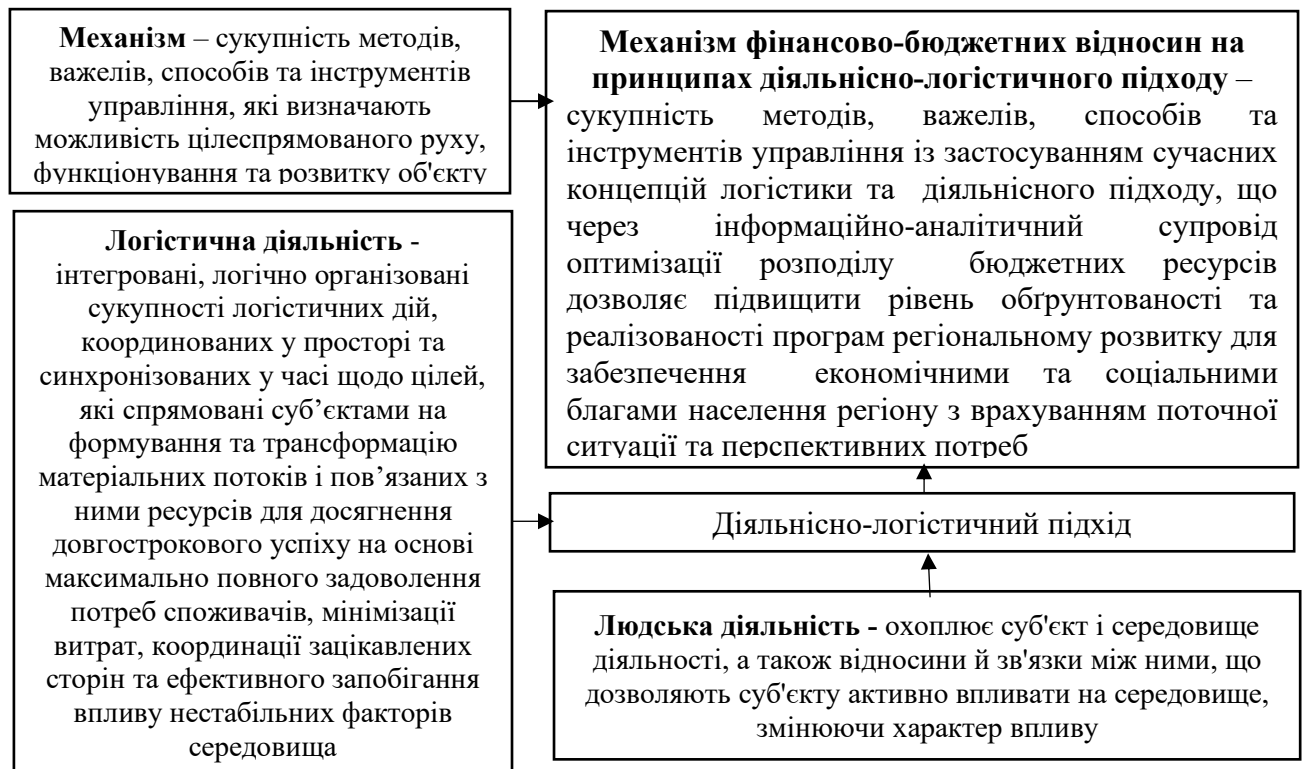 Механізм – сукупність методів,
важелів, способів та інструментів
управління, які визначають
можливість цілеспрямованого руху,
функціонування та розвитку об'єкту
Механізм фінансово-бюджетних відносин на
принципах діяльнісно-логістичного підходу –
сукупність методів, важелів, способів та
інструментів управління із застосуванням сучасних
концепцій логістики та діяльнісного підходу, що
через інформаційно-аналітичний супровід
оптимізації розподілу бюджетних ресурсів
дозволяє підвищити рівень обґрунтованості та
реалізованості програм регіональному розвитку для
забезпечення економічними та соціальними
благами населення регіону з врахуванням поточної
ситуації та перспективних потреб
Логістична діяльність -
інтегровані, логічно організовані
сукупності логістичних дій,
координованих у просторі та
синхронізованих у часі щодо цілей,
які спрямовані суб’єктами на
формування та трансформацію
матеріальних потоків і пов’язаних з
ними ресурсів для досягнення
довгострокового успіху на основі
максимально повного задоволення
потреб споживачів, мінімізації
витрат, координації зацікавлених
сторін та ефективного запобігання
впливу нестабільних факторів
середовища
Діяльнісно-логістичний підхід
Людська діяльність - охоплює суб'єкт і середовище
діяльності, а також відносини й зв'язки між ними, що
дозволяють суб'єкту активно впливати на середовище,
змінюючи характер впливу